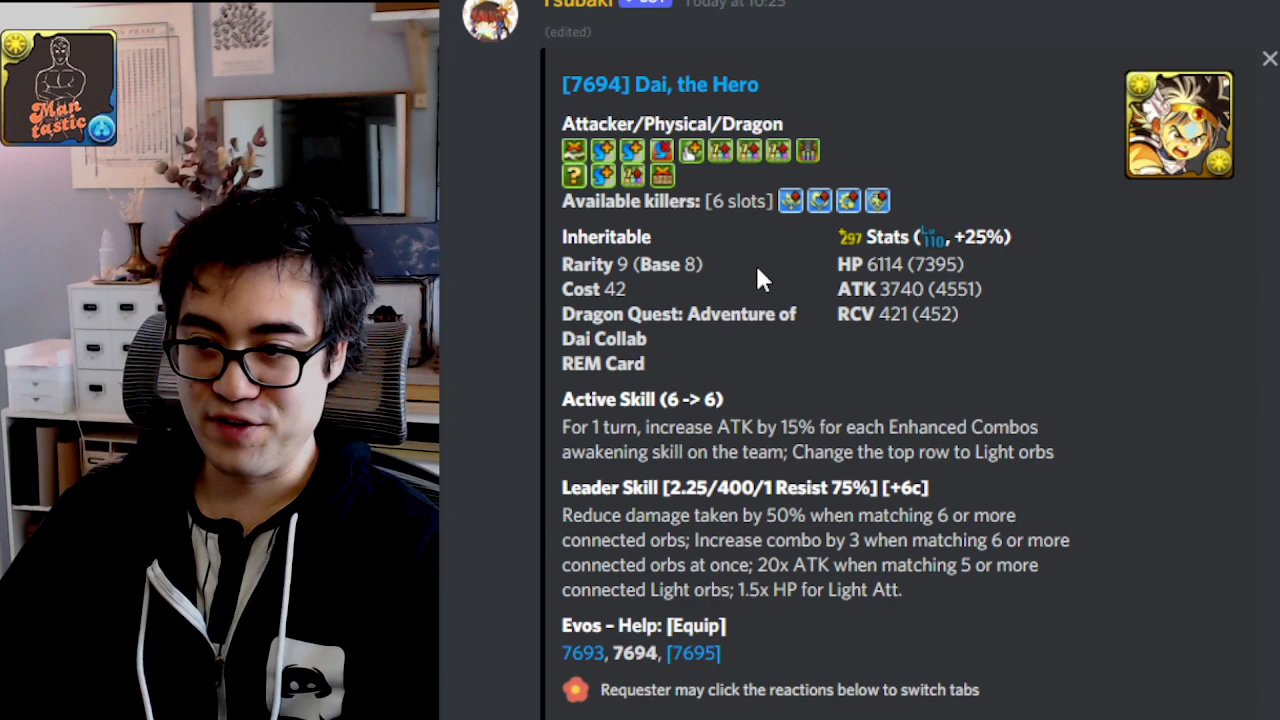 Tsubaki
Today at 10:25
(edited)
[7694] Dai, the Hero
Attacker/Physical/Dragon
Available killers: [6 slots]
Inheritable
Rarity 9 (Base 8)
Cost 42
Dragon Quest: Adventure of
Dai Collab
REM Card
+297 Stats (Lv 110, +25%)
HP 6114 (7395)
ATK 3740 (4551)
RCV 421 (452)
Active Skill (6 -> 6)
For 1 turn, increase ATK by 15% for each Enhanced Combos
awakening skill on the team; Change the top row to Light orbs
Leader Skill [2.25/400/1 Resist 75%] [+6c]
Reduce damage taken by 50% when matching 6 or more
connected orbs; Increase combo by 3 when matching 6 or more
connected orbs at once; 20x ATK when matching 5 or more
connected Light orbs; 1.5x HP for Light Att.
Evos – Help: [Equip]
7693, 7694, [7695]
Requester may click the reactions below to switch tabs
Man
tastic